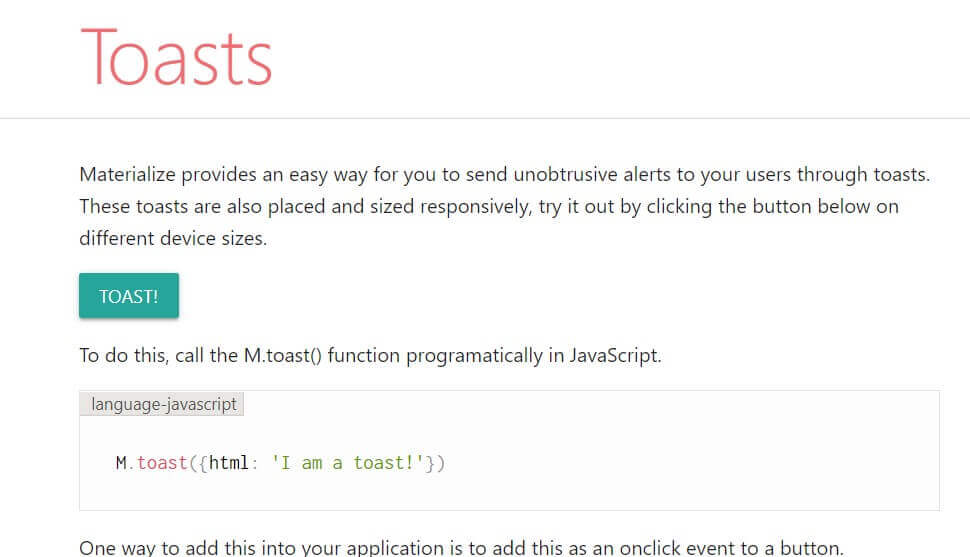 Toasts
Materialize provides an easy way for you to send unobtrusive alerts to your users through toasts.
These toasts are also placed and sized responsively, try it out by clicking the button below on
different device sizes.
TOAST!
To do this, call the M.toast() function programatically in JavaScript.
language-javascript
M.toast({html: 'I am a toast!'})
One way to add this into your application is to add this as an onclick event to a button.